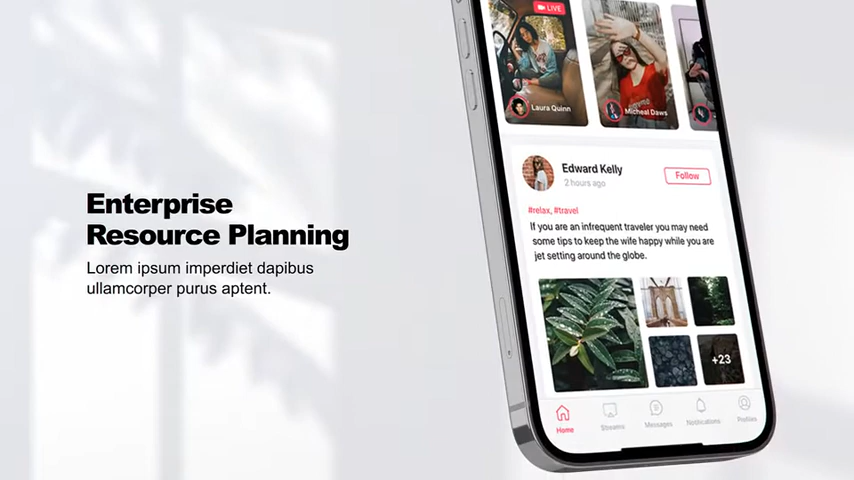 Enterprise
Resource Planning
Lorem ipsum imperdiet dapibus
ullamcorper purus aptent.
LIVE
Laura Quinn
Micheal Daws
Edward Kelly
2 hours ago
Follow
#relax, #travel
If you are an infrequent traveler you may need
some tips to keep the wife happy while you are
jet setting around the globe.
+23
Home
Streams
Messages
Notifications
Profiles